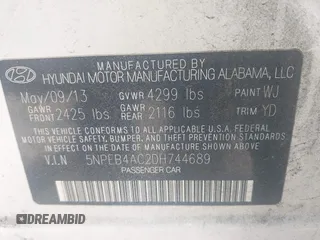 MANUFACTURED BY
HYUNDAI MOTOR MANUFACTURING ALABAMA, LLC
May/09/13 GVWR 4299 lbs PAINT WJ
GAWR FRONT 2425 lbs GAWR REAR 2116 lbs TRIM YD
THIS VEHICLE CONFORMS TO ALL APPLICABLE U.S. FEDERAL
MOTOR VEHICLE SAFETY, BUMPER, AND THEFT PREVENTION
STANDARDS IN EFFECT ON THE DATE OF MANUFACTURE SHOWN ABOVE.
V.I.N 5NPEB4AC2DH744689
PASSENGER CAR
AUTOBIDCAR